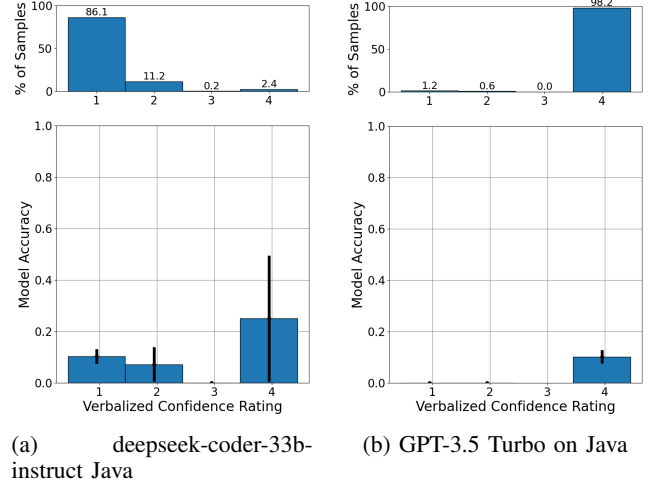 % of Samples
100
50
0
86.1
11.2
0.2
2.4
1 2 3 4
Model Accuracy
1.0
0.8
0.6
0.4
0.2
0.0
1 2 3 4
Verbalized Confidence Rating
(a) deepseek-coder-33b-
instruct Java
% of Samples
100
50
0
1.2
0.6
0.0
98.2
1 2 3 4
Model Accuracy
1.0
0.8
0.6
0.4
0.2
0.0
1 2 3 4
Verbalized Confidence Rating
(b) GPT-3.5 Turbo on Java